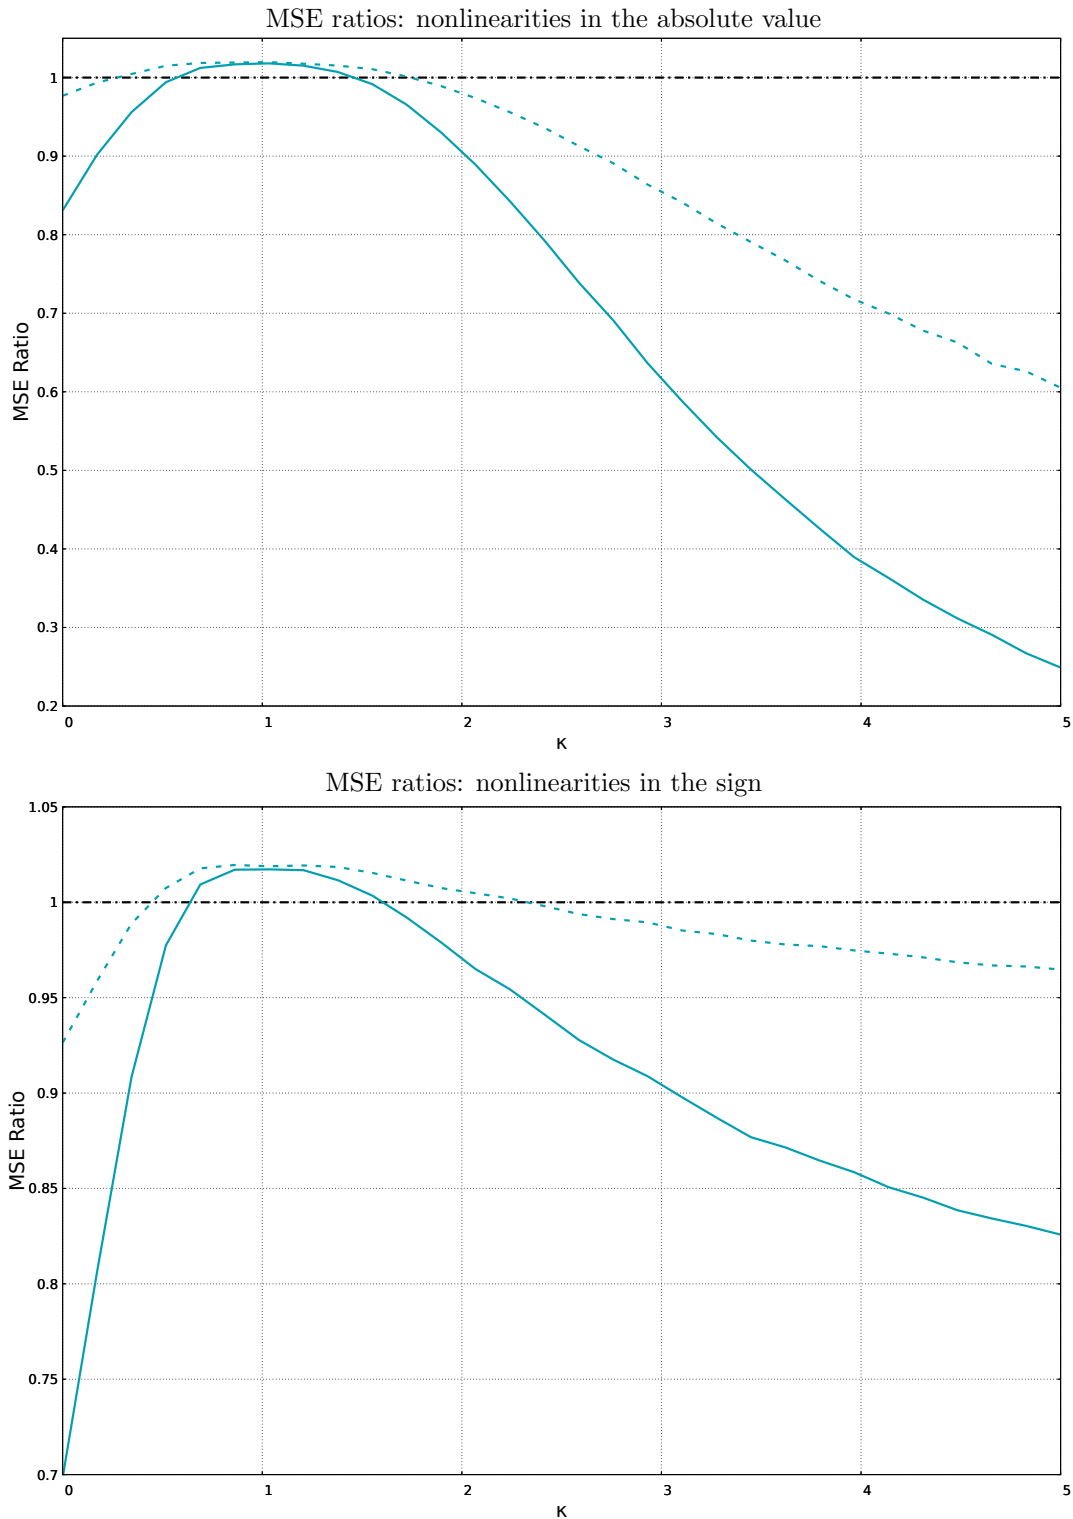 MSE ratios: nonlinearities in the absolute value
1
0.9
0.8
0.7
0.6
0.5
0.4
0.3
0.2
MSE Ratio
0 1 2 3 4 5
κ
MSE ratios: nonlinearities in the sign
1.05
1
0.95
0.9
0.85
0.8
0.75
0.7
MSE Ratio
0 1 2 3 4 5
κ